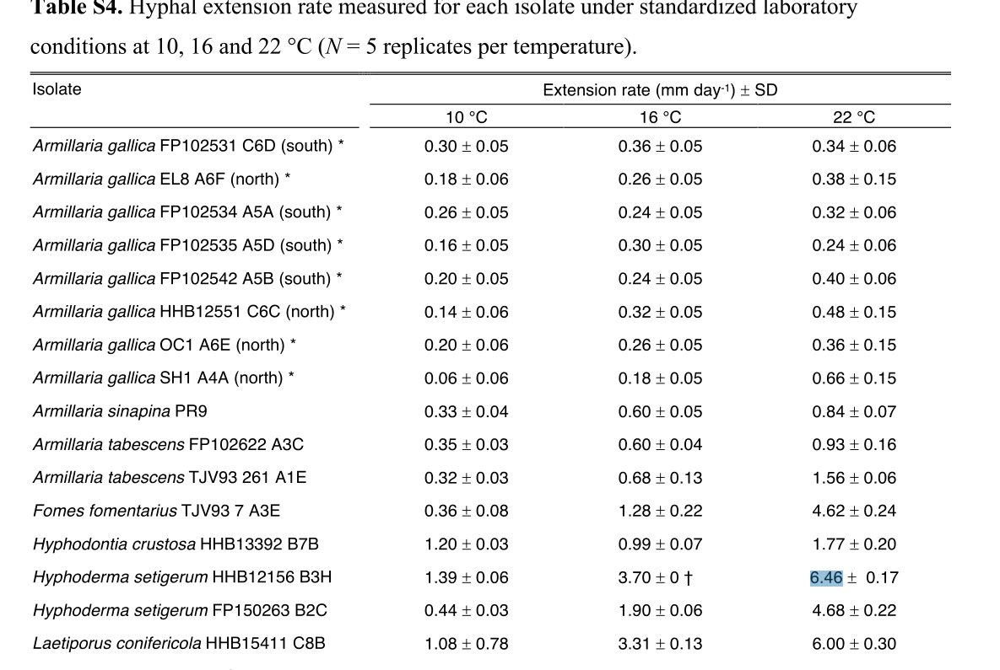 Table S4. Hyphal extension rate measured for each isolate under standardized laboratory
conditions at 10, 16 and 22 °C (N = 5 replicates per temperature).
Isolate Extension rate (mm day-1) ± SD
10 °C 16 °C 22 °C
Armillaria gallica FP102531 C6D (south) * 0.30 ± 0.05 0.36 ± 0.05 0.34 ± 0.06
Armillaria gallica EL8 A6F (north) * 0.18 ± 0.06 0.26 ± 0.05 0.38 ± 0.15
Armillaria gallica FP102534 A5A (south) * 0.26 ± 0.05 0.24 ± 0.05 0.32 ± 0.06
Armillaria gallica FP102535 A5D (south) * 0.16 ± 0.05 0.30 ± 0.05 0.24 ± 0.06
Armillaria gallica FP102542 A5B (south) * 0.20 ± 0.05 0.24 ± 0.05 0.40 ± 0.06
Armillaria gallica HHB12551 C6C (north) * 0.14 ± 0.06 0.32 ± 0.05 0.48 ± 0.15
Armillaria gallica OC1 A6E (north) * 0.20 ± 0.06 0.26 ± 0.05 0.36 ± 0.15
Armillaria gallica SH1 A4A (north) * 0.06 ± 0.06 0.18 ± 0.05 0.66 ± 0.15
Armillaria sinapina PR9 0.33 ± 0.04 0.60 ± 0.05 0.84 ± 0.07
Armillaria tabescens FP102622 A3C 0.35 ± 0.03 0.60 ± 0.04 0.93 ± 0.16
Armillaria tabescens TJV93 261 A1E 0.32 ± 0.03 0.68 ± 0.13 1.56 ± 0.06
Fomes fomentarius TJV93 7 A3E 0.36 ± 0.08 1.28 ± 0.22 4.62 ± 0.24
Hyphodontia crustosa HHB13392 B7B 1.20 ± 0.03 0.99 ± 0.07 1.77 ± 0.20
Hyphoderma setigerum HHB12156 B3H 1.39 ± 0.06 3.70 ± 0 † 6.46 ± 0.17
Hyphoderma setigerum FP150263 B2C 0.44 ± 0.03 1.90 ± 0.06 4.68 ± 0.22
Laetiporus conifericola HHB15411 C8B 1.08 ± 0.78 3.31 ± 0.13 6.00 ± 0.30